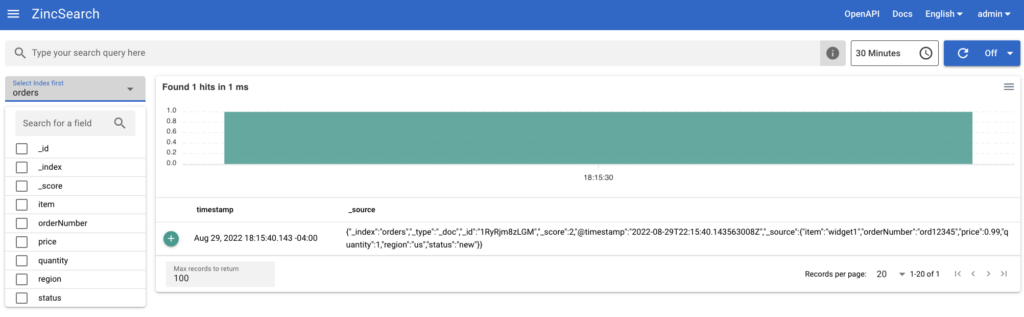 ZincSearch
OpenAPI Docs English admin
Type your search query here
30 Minutes
Off
Select Index first
orders
Search for a field
_id
_index
_score
item
orderNumber
price
quantity
region
status
Found 1 hits in 1 ms
1.0
0.8
0.6
0.4
0.2
0.0
18:15:30
timestamp _source
Aug 29, 2022 18:15:40.143 -04:00
{"_index":"orders","_type":"_doc","_id":"1RyRjm8zLGM","_score":2,"@timestamp":"2022-08-29T22:15:40.143563008Z","_source":{"item":"widget1","orderNumber":"ord12345","price":0.99,"q
uantity":1,"region":"us","status":"new"}}
Max records to return
100
Records per page: 20 1-20 of 1